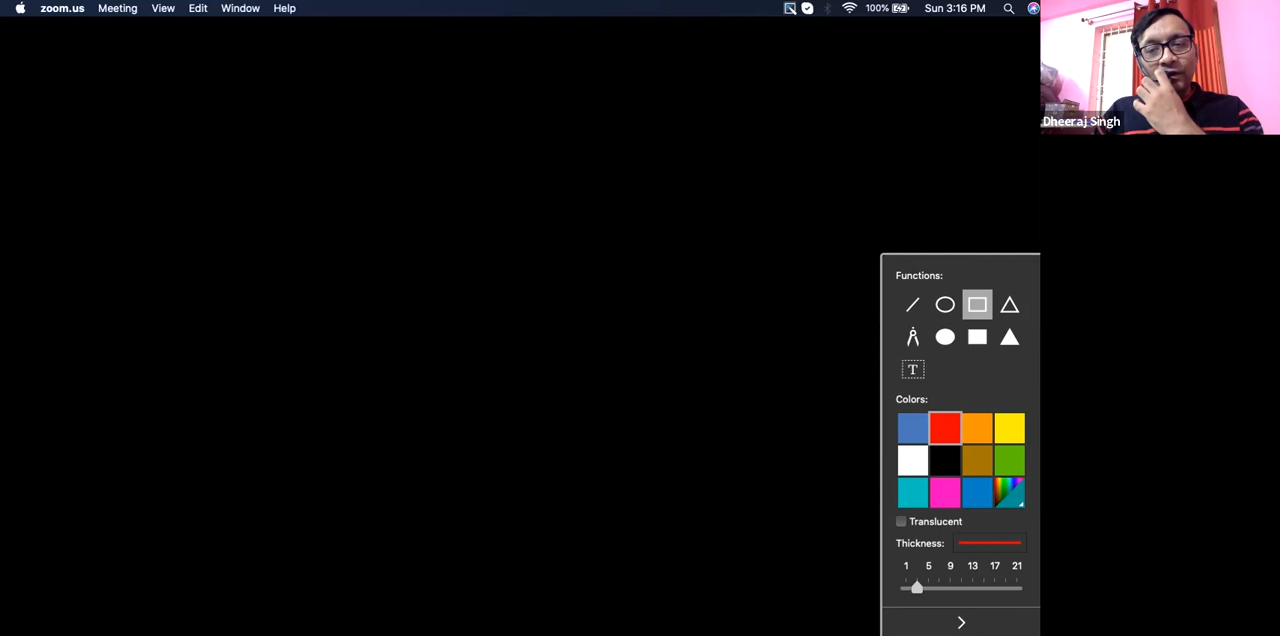 zoom.us Meeting View Edit Window Help 100% Sun 3:16 PM
Dheeraj Singh
Functions:
T
Colors:
Translucent
Thickness:
1 5 9 13 17 21